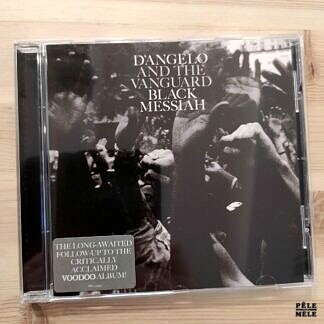 D'ANGELO
AND THE
VANGUARD
BLACK
MESSIAH
THE LONG-AWAITED
FOLLOW-UP TO THE
CRITICALLY
ACCLAIMED
VOODOO ALBUM!
PÊLE
MÊLE